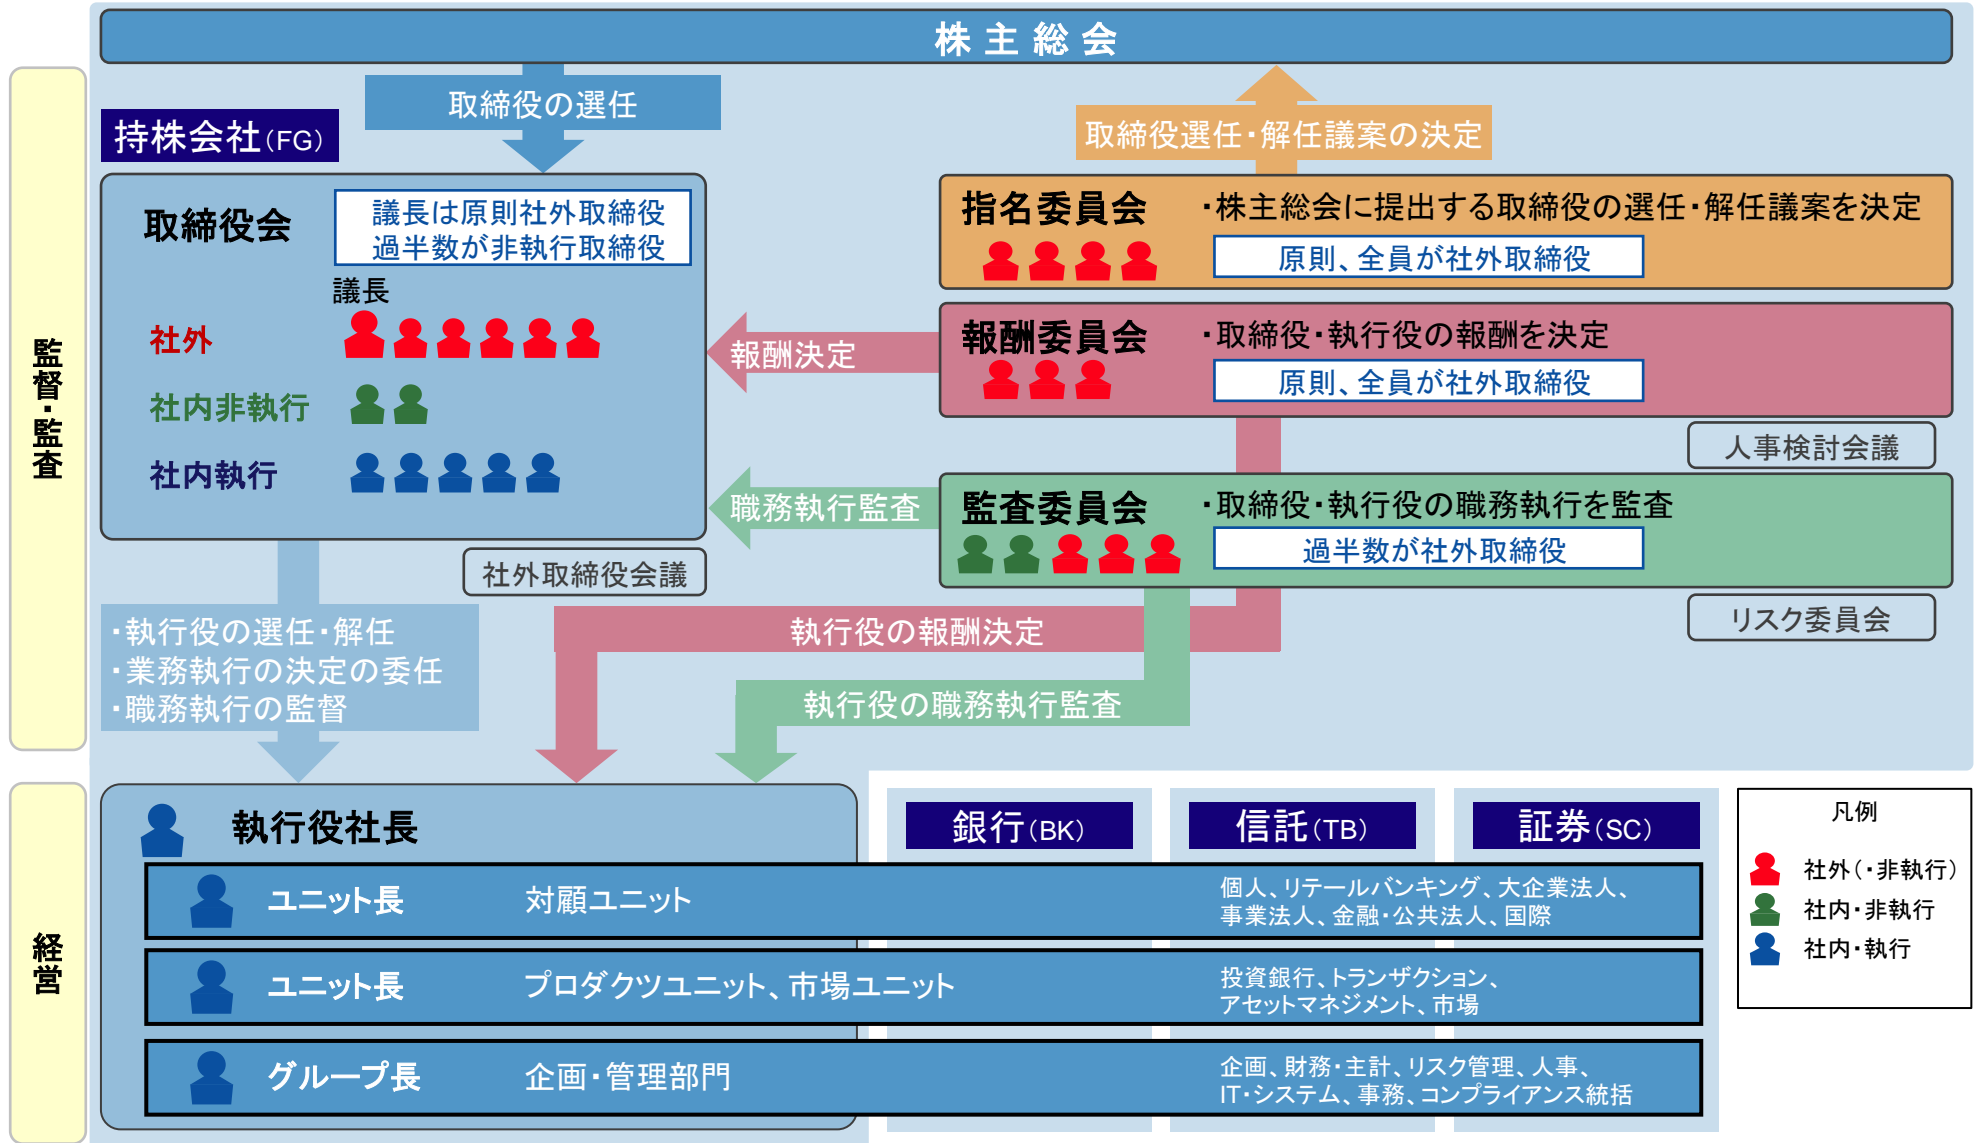 株主総会
取締役の選任
取締役選任・解任議案の決定
持株会社(FG)
監督・監査
取締役会
議長は原則社外取締役
過半数が非執行取締役
議長
社外
社内非執行
社内執行
社外取締役会議
指名委員会
・株主総会に提出する取締役の選任・解任議案を決定
原則、全員が社外取締役
報酬決定
報酬委員会
・取締役・執行役の報酬を決定
原則、全員が社外取締役
人事検討会議
職務執行監査
監査委員会
・取締役・執行役の職務執行を監査
過半数が社外取締役
リスク委員会
・執行役の選任・解任
・業務執行の決定の委任
・職務執行の監督
執行役の報酬決定
執行役の職務執行監査
経営
執行役社長
銀行(BK)
信託(TB)
証券(SC)
ユニット長
対顧ユニット
個人、リテールバンキング、大企業法人、
事業法人、金融・公共法人、国際
ユニット長
プロダクツユニット、市場ユニット
投資銀行、トランザクション、
アセットマネジメント、市場
グループ長
企画・管理部門
企画、財務・主計、リスク管理、人事、
IT・システム、事務、コンプライアンス統括
凡例
社外(・非執行)
社内・非執行
社内・執行